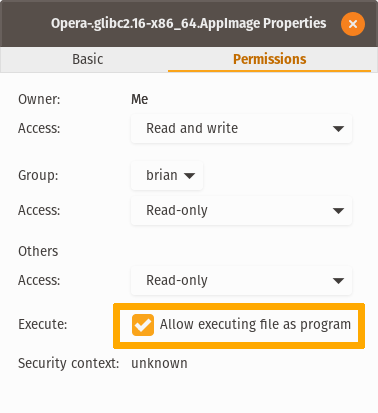 Opera-.glibc2.16-x86_64.AppImage Properties
Basic Permissions
Owner: Me
Access: Read and write
Group: brian
Access: Read-only
Others
Access: Read-only
Execute: Allow executing file as program
Security context: unknown